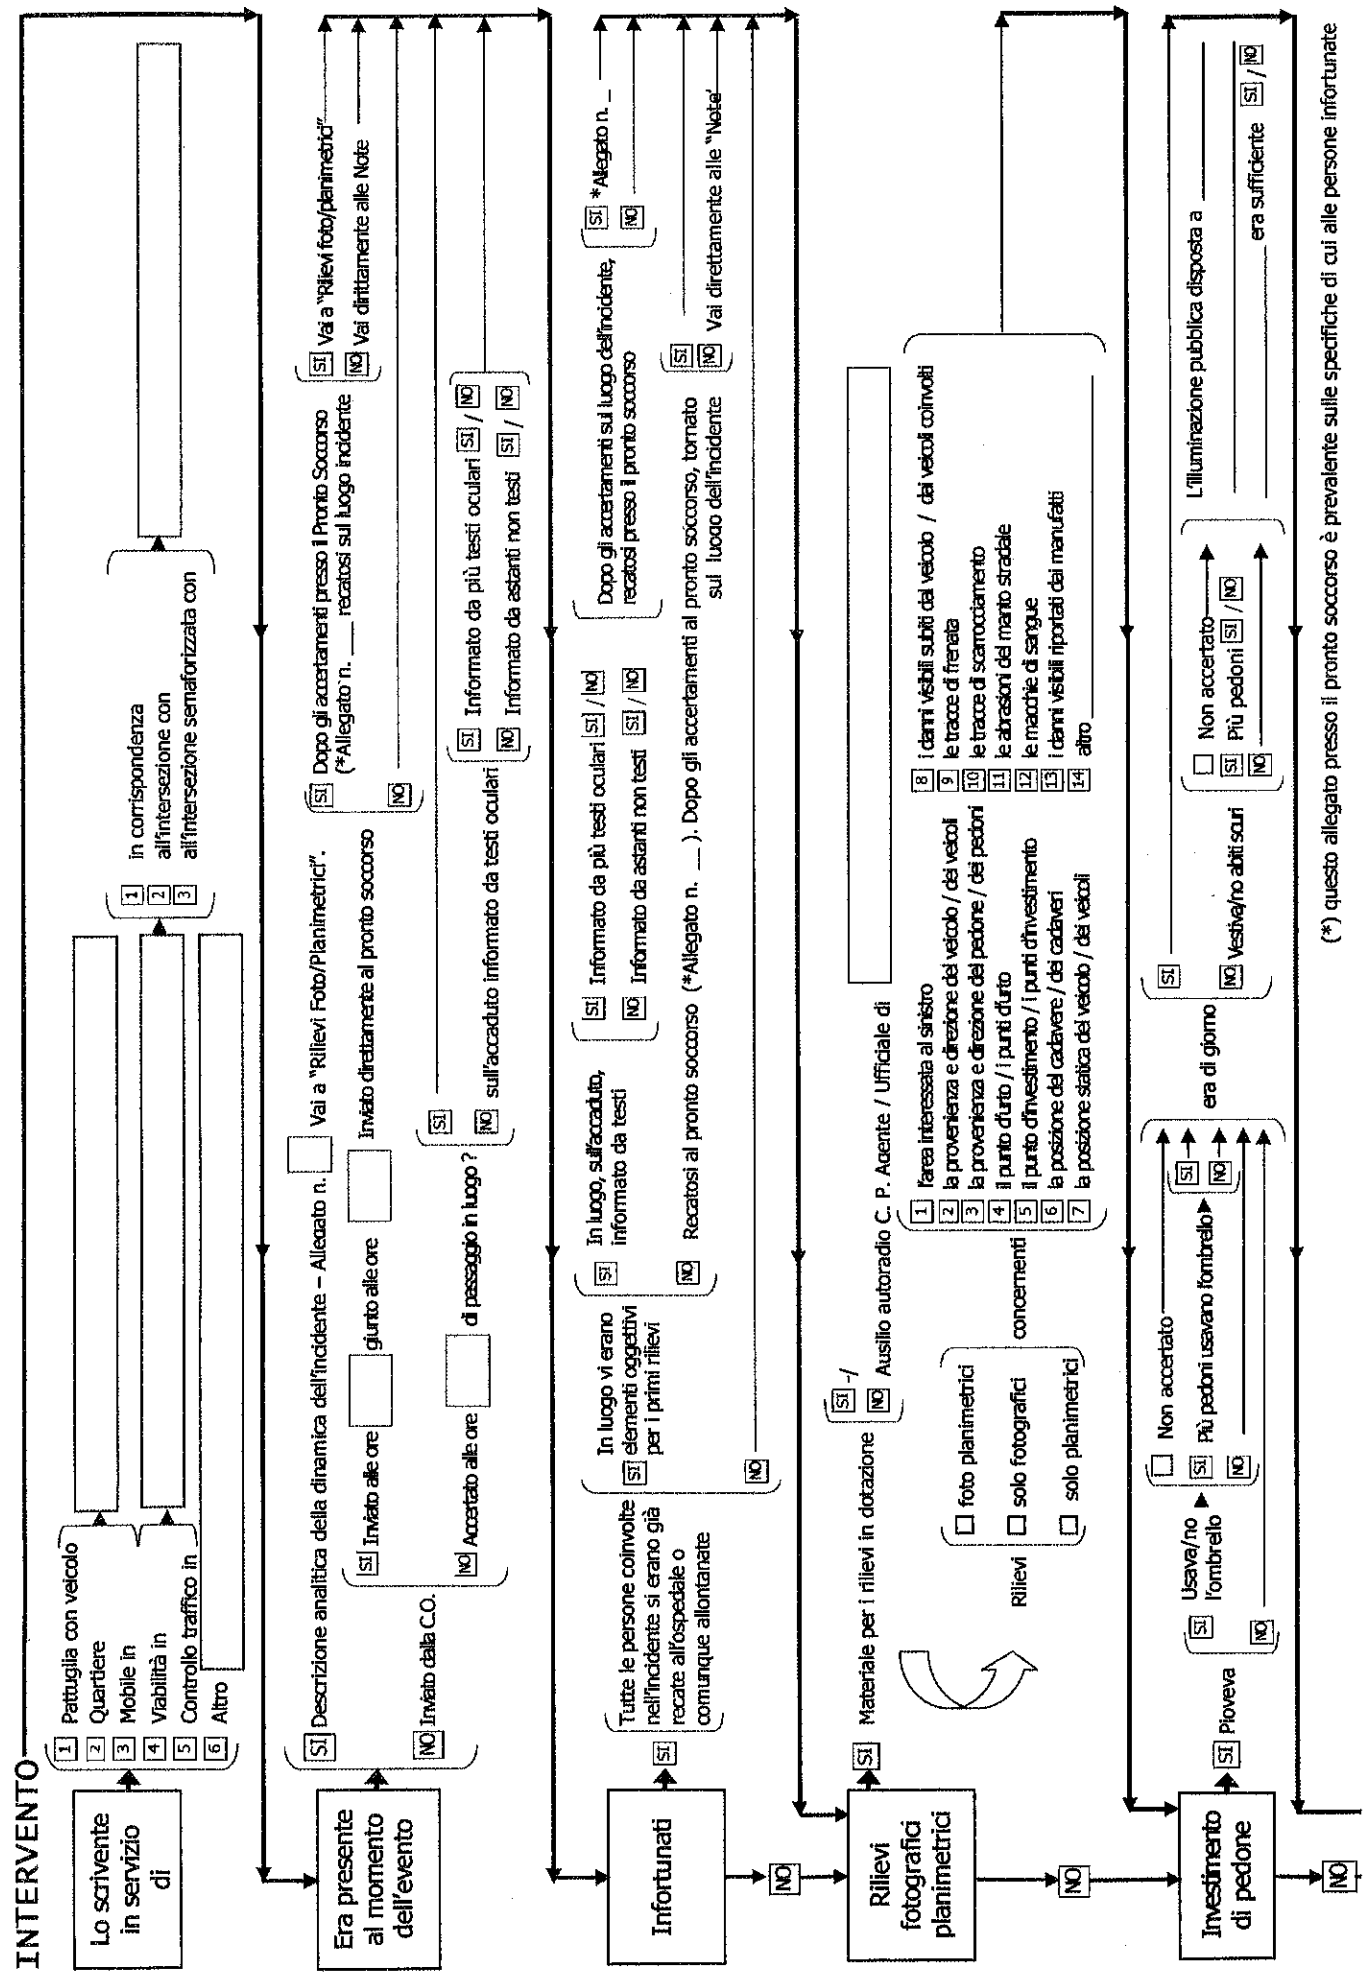 INTERVENTO
Lo scrivente
in servizio
di
1 Pattuglia con veicolo
2 Quartiere
3 Mobile in
4 Viabilità in
5 Controllo traffico in
6 Altro
1 in corrispondenza
2 all'intersezione con
3 all'intersezione semaforizzata con
Era presente
al momento
dell'evento
SI Descrizione analitica della dinamica dell'incidente – Allegato n. Vai a "Rilievi Foto/Planimetrici".
NO Inviato dalla C.O.
SI Inviato alle ore giunto alle ore Inviato direttamente al pronto soccorso
SI Dopo gli accertamenti presso il Pronto Soccorso
(*Allegato n. ___ recatosi sul luogo incidente
SI Vai a "Rilievi foto/planimetrici"
NO Vai dirittamente alle Note
NO
NO Accertato alle ore di passaggio in luogo ?
SI
NO sull'accaduto informato da testi oculari
SI Informato da più testi oculari SI / NO
NO Informato da astanti non testi SI / NO
Infortunati
SI
Tutte le persone coinvolte
nell'incidente si erano già
recate all'ospedale o
comunque allontanate
In luogo vi erano
SI elementi oggettivi
per i primi rilievi
SI
In luogo, sull'accaduto,
informato da testi
SI Informato da più testi oculari SI / NO
NO Informato da astanti non testi SI / NO
Dopo gli accertamenti sul luogo dell'incidente,
recatosi presso il pronto soccorso
SI *Allegato n. _
NO
NO Recatosi al pronto soccorso (*Allegato n. __ ). Dopo gli accertamenti al pronto soccorso, tornato
sul luogo dell'incidente
SI
NO Vai direttamente alle "Note'
NO
NO
Rilievi
fotografici
planimetrici
SI Materiale per i rilievi in dotazione
SI -/
NO Ausilio autoradio C. P. Agente / Ufficiale di
Rilievi
foto planimetrici
solo fotografici
solo planimetrici
concernenti
1 l'area interessata al sinistro
2 la provenienza e direzione del veicolo / dei veicoli
3 la provenienza e direzione del pedone / dei pedoni
4 il punto d'urto / i punti d'urto
5 il punto d'investimento / i punti d'investimento
6 la posizione del cadavere / dei cadaveri
7 la posizione statica del veicolo / dei veicoli
8 i danni visibili subiti dal veicolo / dai veicoli coinvolti
9 le tracce di frenata
10 le tracce di scarrocciamento
11 le abrasioni del manto stradale
12 le macchie di sangue
13 i danni visibili riportati dai manufatti
14 altro
NO
Investimento
di pedone
SI Pioveva
SI Usava/no
l'ombrello
NO
Non accertato
SI Più pedoni usavano l'ombrello
NO
SI
NO
era di giorno
SI
NO Vestiva/no abiti scuri
Non accertato
SI Più pedoni SI / NO
NO
L'illuminazione pubblica disposta a
era sufficiente SI / NO
NO
(*) questo allegato presso il pronto soccorso è prevalente sulle specifiche di cui alle persone infortunate